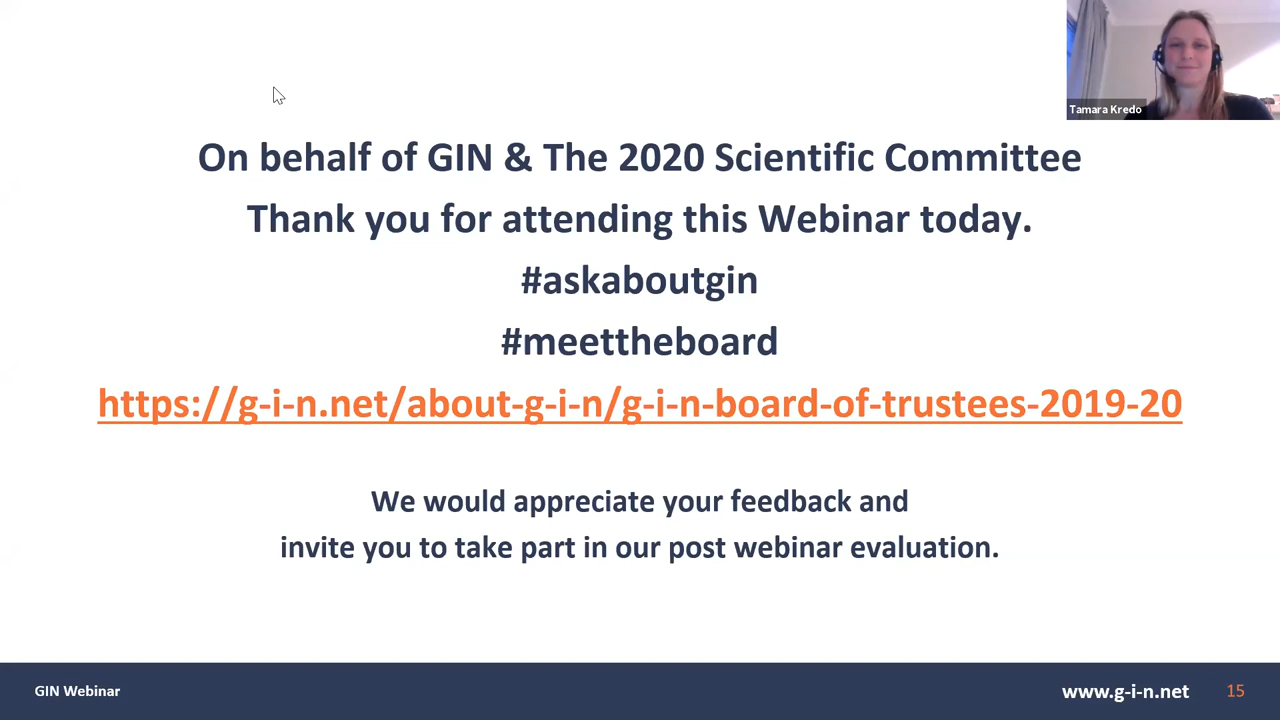 Tamara Kredo
On behalf of GIN & The 2020 Scientific Committee
Thank you for attending this Webinar today.
#askaboutgin
#meettheboard
https://g-i-n.net/about-g-i-n/g-i-n-board-of-trustees-2019-20
We would appreciate your feedback and
invite you to take part in our post webinar evaluation.
GIN Webinar
www.g-i-n.net
15